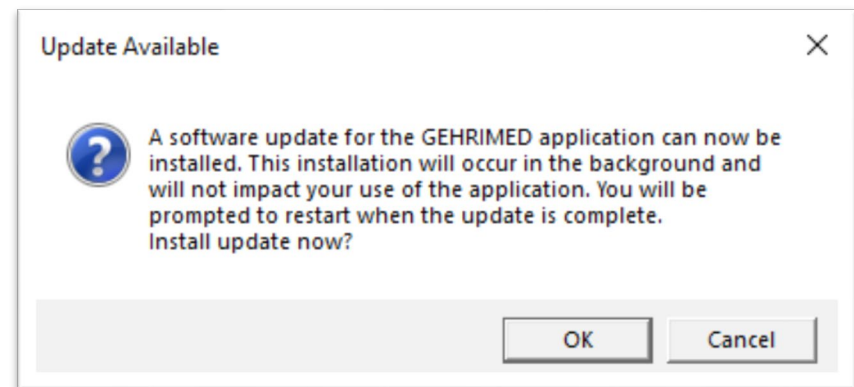 Update Available
A software update for the GEHRIMED application can now be
installed. This installation will occur in the background and
will not impact your use of the application. You will be
prompted to restart when the update is complete.
Install update now?
OK
Cancel